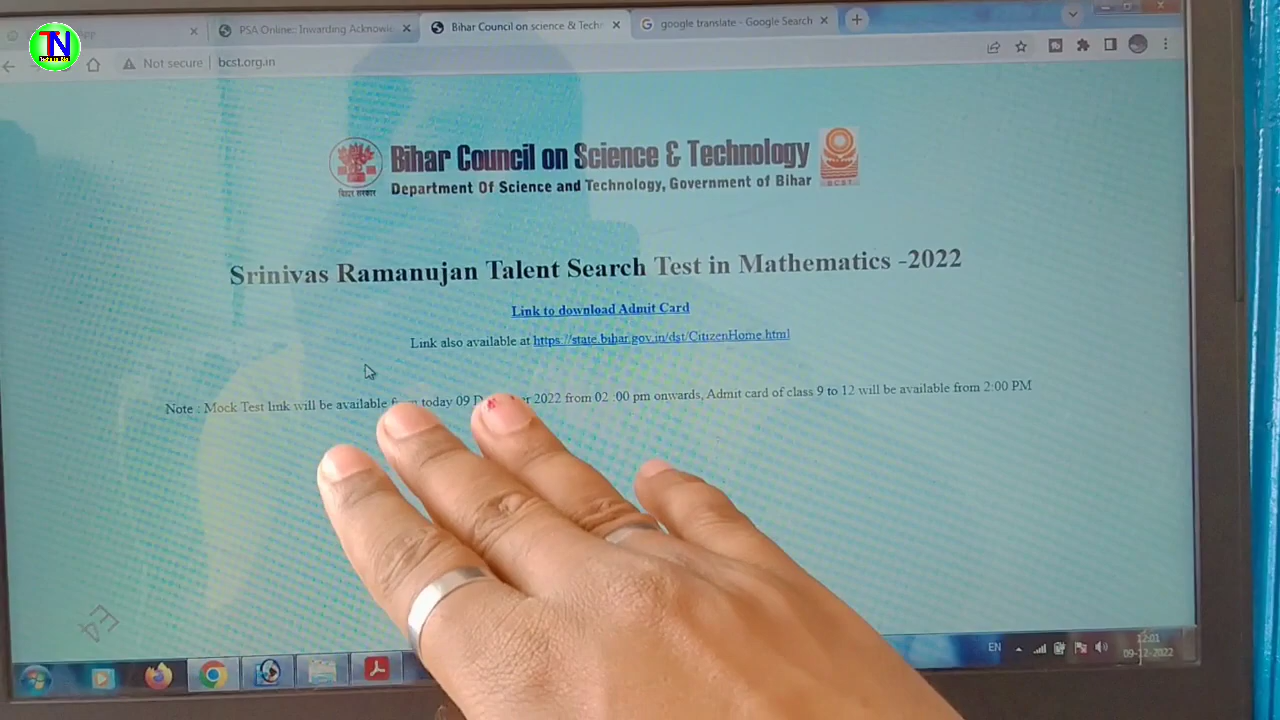 PSA Online:: Inwarding Acknowle
Bihar Council on science & Techn
google translate - Google Search
Not secure | bcst.org.in
TN
बिहार सरकार
Bihar Council on Science & Technology
Department Of Science and Technology, Government of Bihar
BCST
Srinivas Ramanujan Talent Search Test in Mathematics -2022
Link to download Admit Card
Link also available at https://state.bihar.gov.in/dst/CitizenHome.html
Note : Mock Test link will be available today 09 2022 from 02 :00 pm onwards, Admit card of class 9 to 12 will be available from 2:00 PM
E4
EN
12:01
09-12-2022